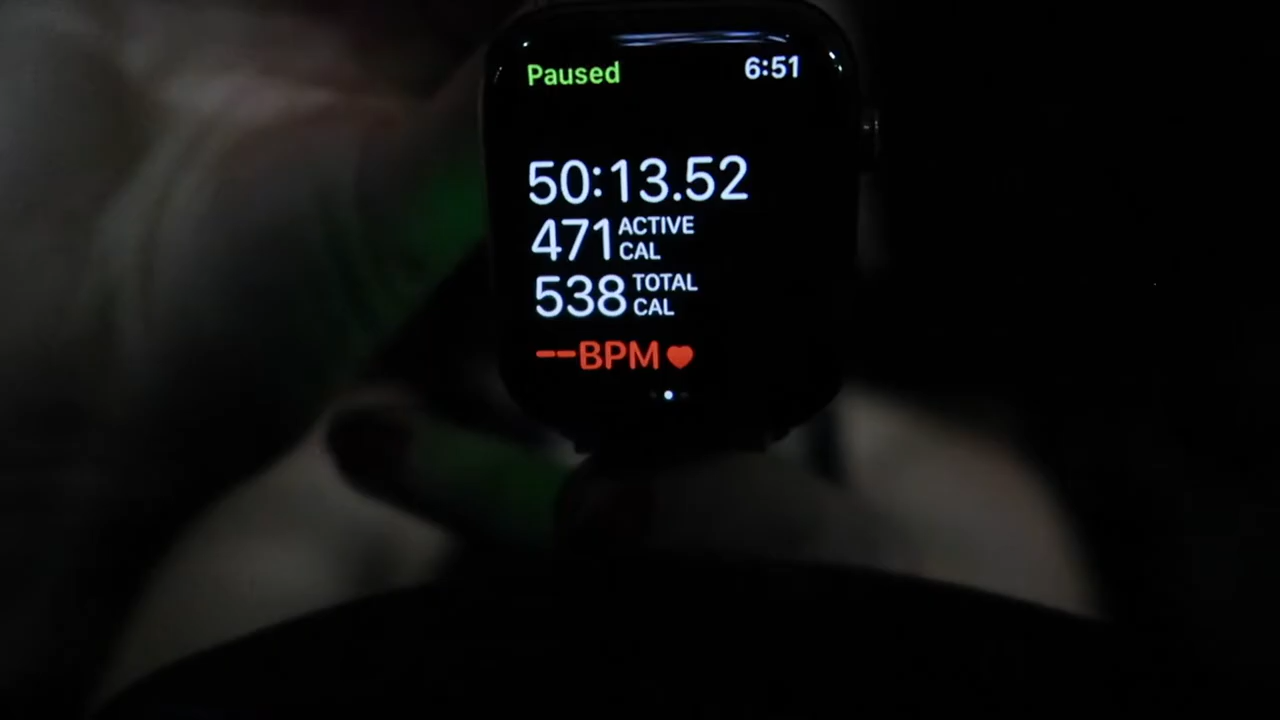 Paused 6:51
50:13.52
471 ACTIVE CAL
538 TOTAL CAL
--BPM